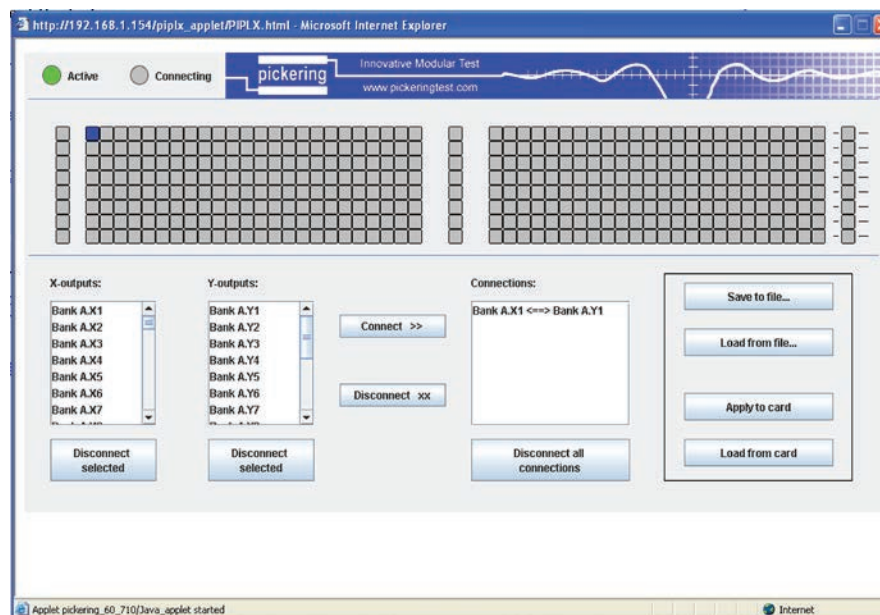 http://192.168.1.154/piplx_applet/PIPLX.html - Microsoft Internet Explorer
Active
Connecting
pickering
Innovative Modular Test
www.pickeringtest.com
X-outputs:
Y-outputs:
Connections:
Bank A.X1
Bank A.X2
Bank A.X3
Bank A.X4
Bank A.X5
Bank A.X6
Bank A.X7
Bank A.Y1
Bank A.Y2
Bank A.Y3
Bank A.Y4
Bank A.Y5
Bank A.Y6
Bank A.Y7
Connect >>
Disconnect xx
Bank A.X1 <==> Bank A.Y1
Save to file...
Load from file...
Apply to card
Load from card
Disconnect
selected
Disconnect
selected
Disconnect all
connections
Applet pickering_60_710/Java_applet started
Internet